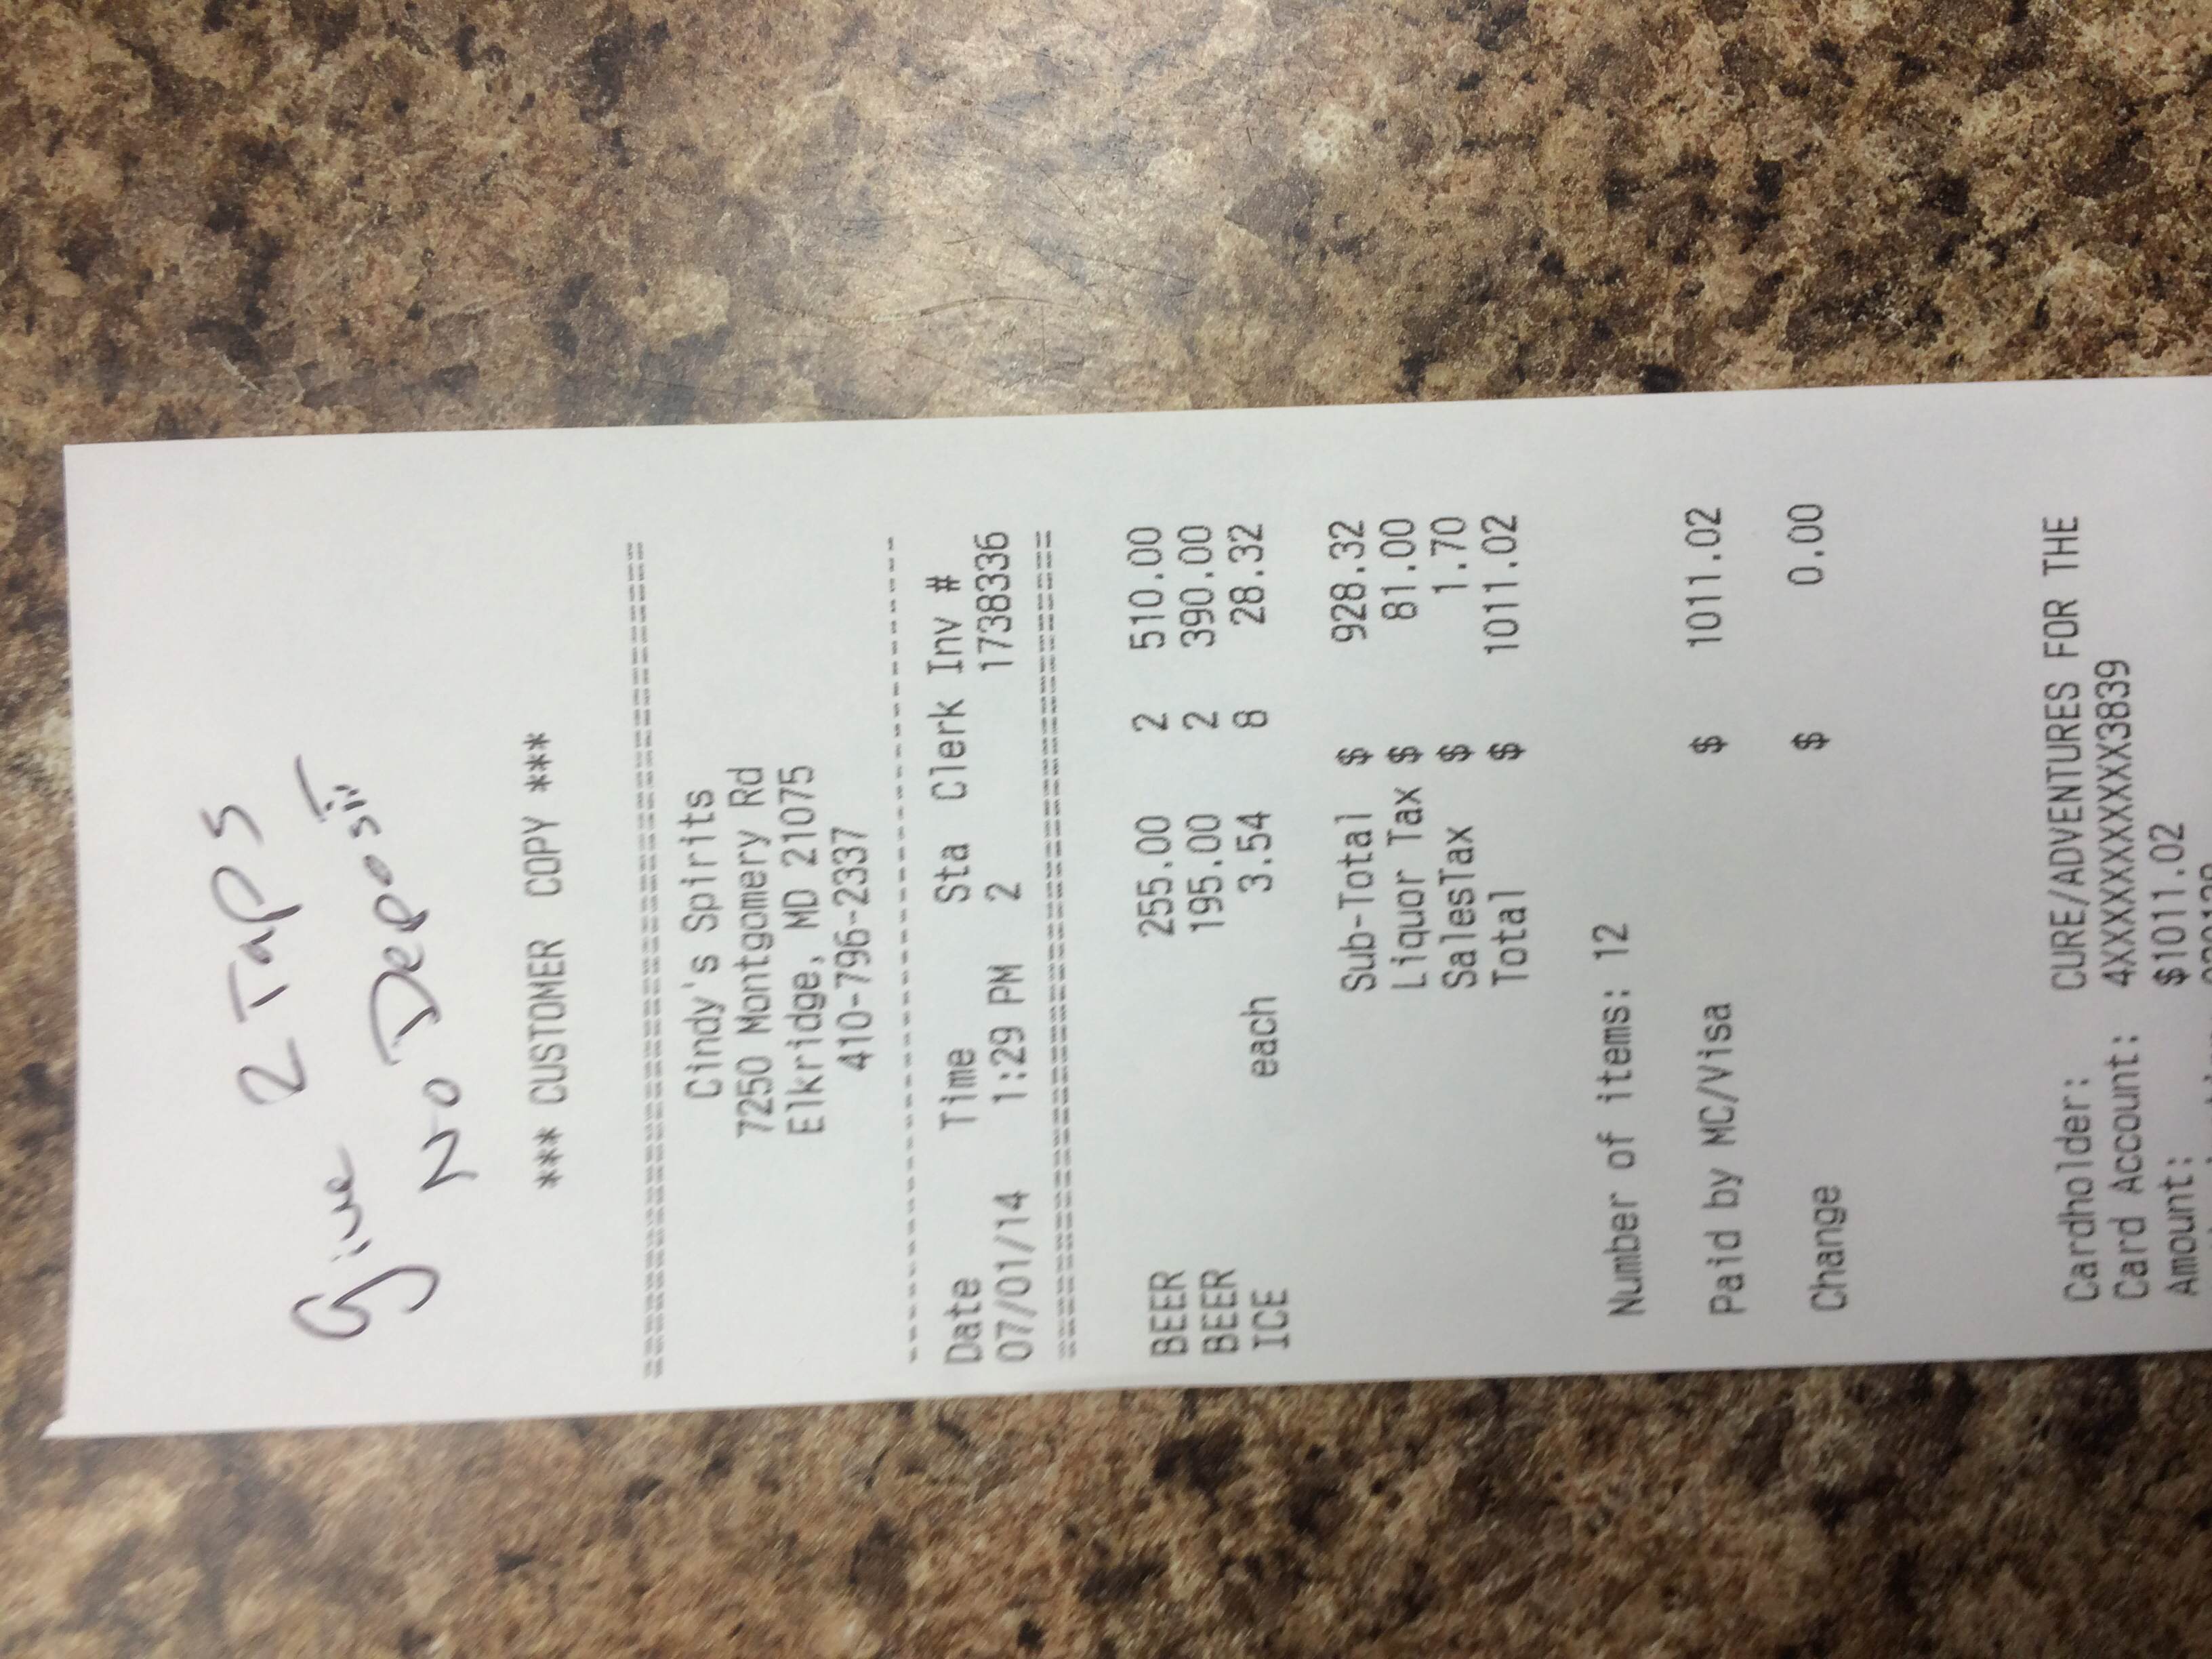 Give 2 Taps
No Deposit
*** CUSTOMER COPY ***
Cindy's Spirits
7250 Montgomery Rd
Elkridge, MD 21075
410-796-2337
Date Time Sta Clerk Inv #
07/01/14 1:29 PM 2 1738336
BEER 255.00 2 510.00
BEER 195.00 2 390.00
ICE each 3.54 8 28.32
Sub-Total $ 928.32
Liquor Tax $ 81.00
SalesTax $ 1.70
Total $ 1011.02
Number of items: 12
Paid by MC/Visa $ 1011.02
Change $ 0.00
Cardholder: CURE/ADVENTURES FOR THE
Card Account: 4XXXXXXXXXXX3839
Amount: $1011.02